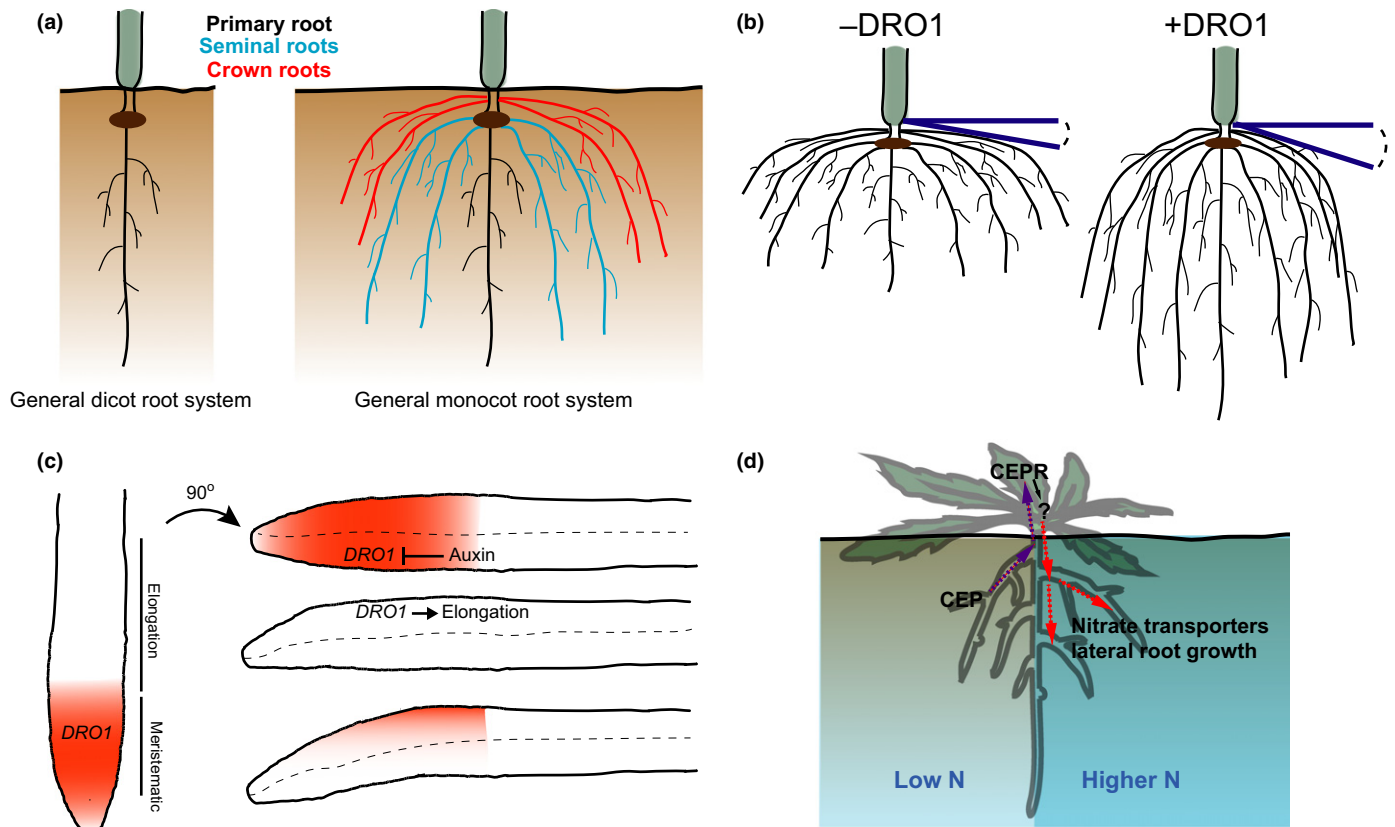 (a)
Primary root
Seminal roots
Crown roots
General dicot root system
General monocot root system
(b)
–DRO1
+DRO1
(c)
90°
Elongation
Meristematic
DRO1
DRO1
Auxin
DRO1
Elongation
(d)
CEPR
?
CEP
Nitrate transporters
lateral root growth
Low N
Higher N